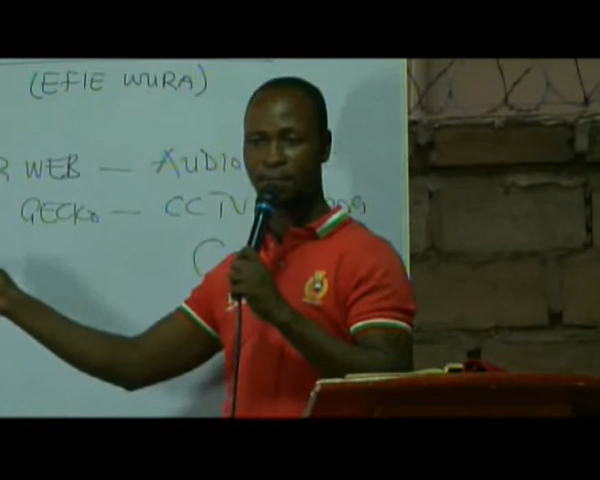 (EFIE WURA)
WEB — AUDIO
GECKO — CCTV